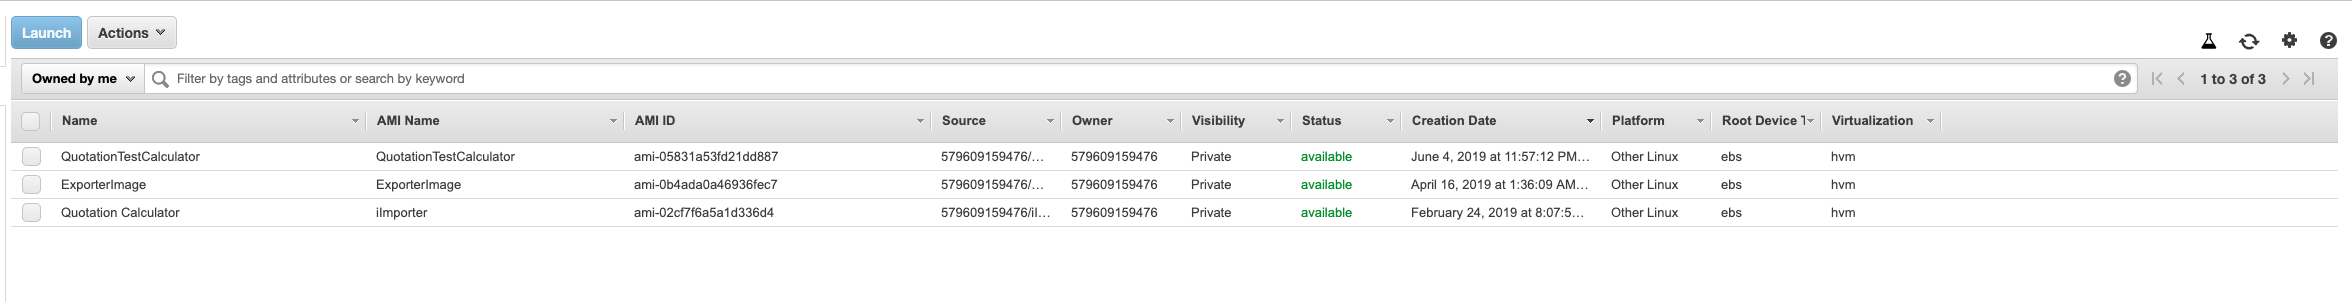 Launch Actions
Owned by me Filter by tags and attributes or search by keyword 1 to 3 of 3
Name AMI Name AMI ID Source Owner Visibility Status Creation Date Platform Root Device T Virtualization
QuotationTestCalculator QuotationTestCalculator ami-05831a53fd21dd887 579609159476/... 579609159476 Private available June 4, 2019 at 11:57:12 PM... Other Linux ebs hvm
ExporterImage ExporterImage ami-0b4ada0a46936fec7 579609159476/... 579609159476 Private available April 16, 2019 at 1:36:09 AM... Other Linux ebs hvm
Quotation Calculator iImporter ami-02cf7f6a5a1d336d4 579609159476/iI... 579609159476 Private available February 24, 2019 at 8:07:5... Other Linux ebs hvm